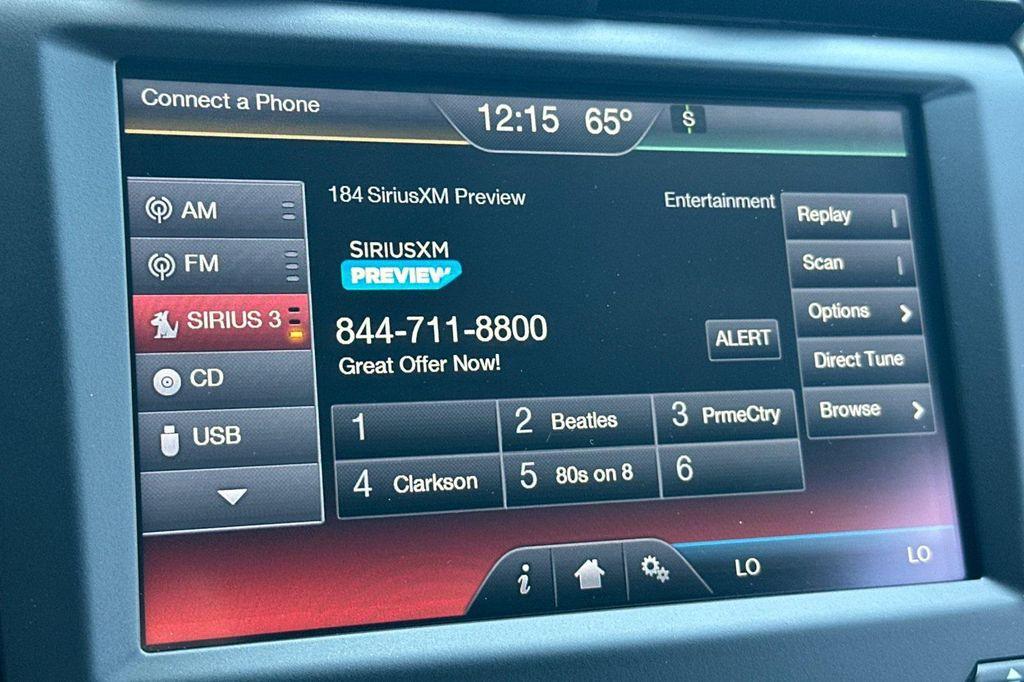 Connect a Phone
12:15 65º S
AM
FM
SIRIUS 3
CD
USB
184 SiriusXM Preview
Entertainment
SIRIUSXM
PREVIEW
844-711-8800
Great Offer Now!
ALERT
1
2 Beatles
3 PrmeCtry
4 Clarkson
5 80s on 8
6
Replay
Scan
Options
Direct Tune
Browse
i
LO
LO